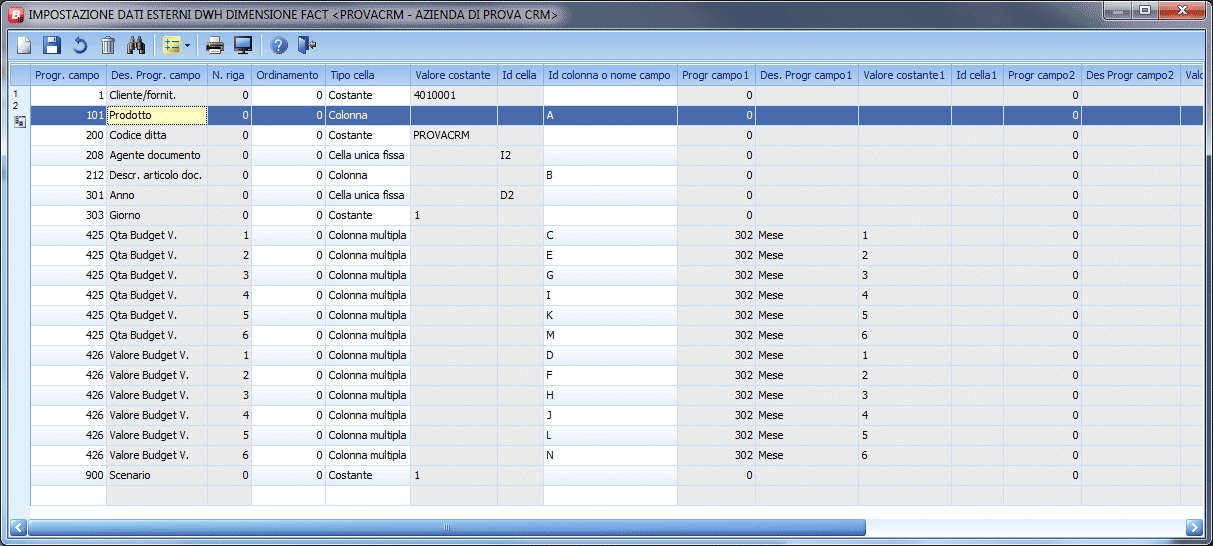 IMPOSTAZIONE DATI ESTERNI DWH DIMENSIONE FACT <PROVACRM - AZIENDA DI PROVA CRM>
Progr. campo Des. Progr. campo N. riga Ordinamento Tipo cella Valore costante Id cella Id colonna o nome campo Progr campo1 Des. Progr campo1 Valore costante1 Id cella1 Progr campo2 Des Progr campo2 Valo
1
2
1 Cliente/fornit. 0 0 Costante 4010001 0 0
101 Prodotto 0 0 Colonna A 0 0
200 Codice ditta 0 0 Costante PROVACRM 0 0
208 Agente documento 0 0 Cella unica fissa I2 0 0
212 Descr. articolo doc. 0 0 Colonna B 0 0
301 Anno 0 0 Cella unica fissa D2 0 0
303 Giorno 0 0 Costante 1 0 0
425 Qta Budget V. 1 0 Colonna multipla C 302 Mese 1 0
425 Qta Budget V. 2 0 Colonna multipla E 302 Mese 2 0
425 Qta Budget V. 3 0 Colonna multipla G 302 Mese 3 0
425 Qta Budget V. 4 0 Colonna multipla I 302 Mese 4 0
425 Qta Budget V. 5 0 Colonna multipla K 302 Mese 5 0
425 Qta Budget V. 6 0 Colonna multipla M 302 Mese 6 0
426 Valore Budget V. 1 0 Colonna multipla D 302 Mese 1 0
426 Valore Budget V. 2 0 Colonna multipla F 302 Mese 2 0
426 Valore Budget V. 3 0 Colonna multipla H 302 Mese 3 0
426 Valore Budget V. 4 0 Colonna multipla J 302 Mese 4 0
426 Valore Budget V. 5 0 Colonna multipla L 302 Mese 5 0
426 Valore Budget V. 6 0 Colonna multipla N 302 Mese 6 0
900 Scenario 0 0 Costante 1 0 0